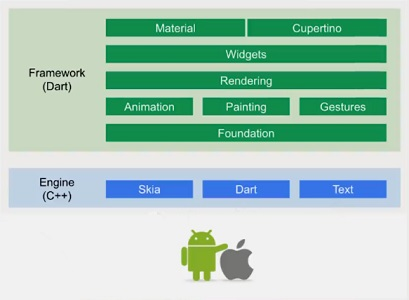 Framework
(Dart)
Material
Cupertino
Widgets
Rendering
Animation
Painting
Gestures
Foundation
Engine
(C++)
Skia
Dart
Text